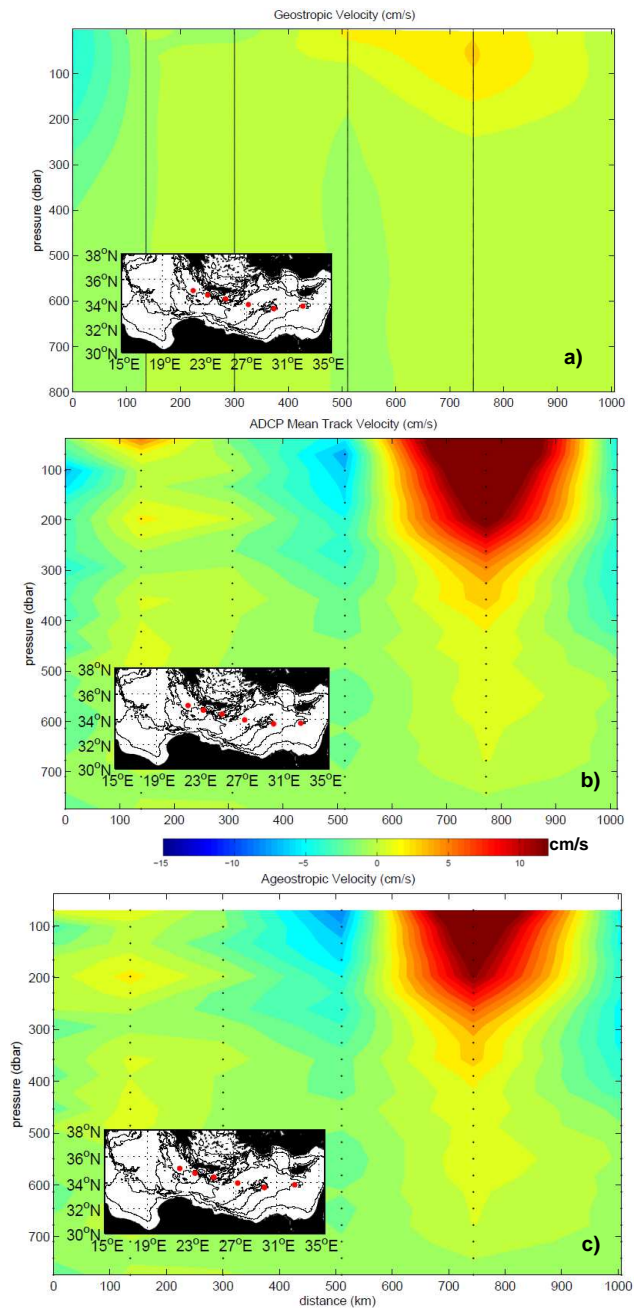 Geostropic Velocity (cm/s)
100
200
300
400
500
600
700
800
pressure (dbar)
38°N
36°N
34°N
32°N
30°N
15°E 19°E 23°E 27°E 31°E 35°E
a)
0 100 200 300 400 500 600 700 800 900 1000
ADCP Mean Track Velocity (cm/s)
100
200
300
400
500
600
700
pressure (dbar)
38°N
36°N
34°N
32°N
30°N
15°E 19°E 23°E 27°E 31°E 35°E
b)
0 100 200 300 400 500 600 700 800 900 1000
-15 -10 -5 0 5 10
cm/s
Ageostropic Velocity (cm/s)
100
200
300
400
500
600
700
pressure (dbar)
38°N
36°N
34°N
32°N
30°N
15°E 19°E 23°E 27°E 31°E 35°E
c)
0 100 200 300 400 500 600 700 800 900 1000
distance (km)